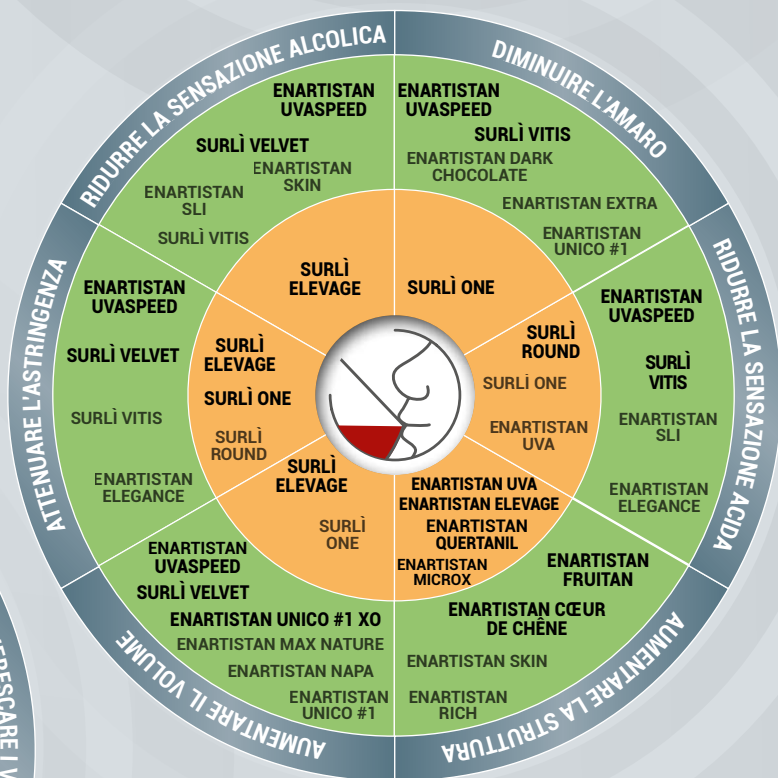 RIDURRE LA SENSAZIONE ALCOLICA
ENARTISTAN
UVASPEED
SURLÌ VELVET
ENARTISTAN
SKIN
ENARTISTAN
SLI
SURLÌ VITIS
SURLÌ
ELEVAGE
DIMINUIRE L'AMARO
ENARTISTAN
UVASPEED
SURLÌ VITIS
ENARTISTAN DARK
CHOCOLATE
ENARTISTAN EXTRA
ENARTISTAN
UNICO #1
SURLÌ ONE
RIDURRE LA SENSAZIONE ACIDA
ENARTISTAN
UVASPEED
SURLÌ
VITIS
ENARTISTAN
SLI
ENARTISTAN
ELEGANCE
SURLÌ
ROUND
SURLÌ ONE
ENARTISTAN
UVA
AUMENTARE LA STRUTTURA
ENARTISTAN UVA
ENARTISTAN ELEVAGE
ENARTISTAN
QUERTANIL
ENARTISTAN
MICROX
ENARTISTAN
FRUITAN
ENARTISTAN CŒUR
DE CHÊNE
ENARTISTAN SKIN
ENARTISTAN
RICH
AUMENTARE IL VOLUME
SURLÌ
ELEVAGE
SURLÌ
ONE
ENARTISTAN
UVASPEED
SURLÌ VELVET
ENARTISTAN UNICO #1 XO
ENARTISTAN MAX NATURE
ENARTISTAN NAPA
ENARTISTAN
UNICO #1
ATTENUARE L'ASTRINGENZA
ENARTISTAN
UVASPEED
SURLÌ VELVET
SURLÌ VITIS
ENARTISTAN
ELEGANCE
SURLÌ
ELEVAGE
SURLÌ ONE
SURLÌ
ROUND